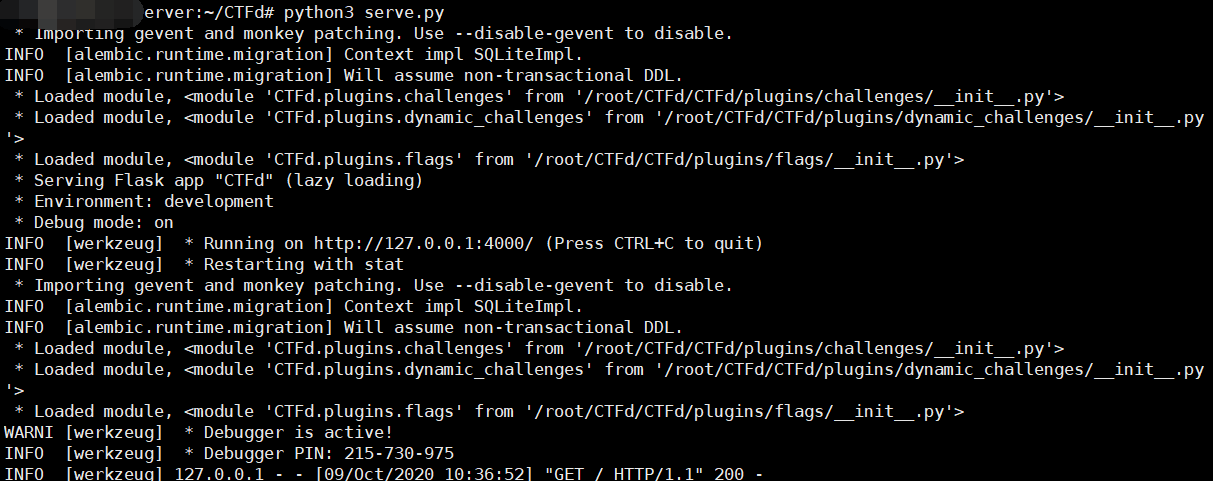 erver:~/CTFd# python3 serve.py
 * Importing gevent and monkey patching. Use --disable-gevent to disable.
INFO  [alembic.runtime.migration] Context impl SQLiteImpl.
INFO  [alembic.runtime.migration] Will assume non-transactional DDL.
 * Loaded module, <module 'CTFd.plugins.challenges' from '/root/CTFd/CTFd/plugins/challenges/__init__.py'>
 * Loaded module, <module 'CTFd.plugins.dynamic_challenges' from '/root/CTFd/CTFd/plugins/dynamic_challenges/__init__.py
'>
 * Loaded module, <module 'CTFd.plugins.flags' from '/root/CTFd/CTFd/plugins/flags/__init__.py'>
 * Serving Flask app "CTFd" (lazy loading)
 * Environment: development
 * Debug mode: on
INFO  [werkzeug]  * Running on http://127.0.0.1:4000/ (Press CTRL+C to quit)
INFO  [werkzeug]  * Restarting with stat
 * Importing gevent and monkey patching. Use --disable-gevent to disable.
INFO  [alembic.runtime.migration] Context impl SQLiteImpl.
INFO  [alembic.runtime.migration] Will assume non-transactional DDL.
 * Loaded module, <module 'CTFd.plugins.challenges' from '/root/CTFd/CTFd/plugins/challenges/__init__.py'>
 * Loaded module, <module 'CTFd.plugins.dynamic_challenges' from '/root/CTFd/CTFd/plugins/dynamic_challenges/__init__.py
'>
 * Loaded module, <module 'CTFd.plugins.flags' from '/root/CTFd/CTFd/plugins/flags/__init__.py'>
WARNI [werkzeug]  * Debugger is active!
INFO  [werkzeug]  * Debugger PIN: 215-730-975
INFO  [werkzeug] 127.0.0.1 - - [09/Oct/2020 10:36:52] "GET / HTTP/1.1" 200 -